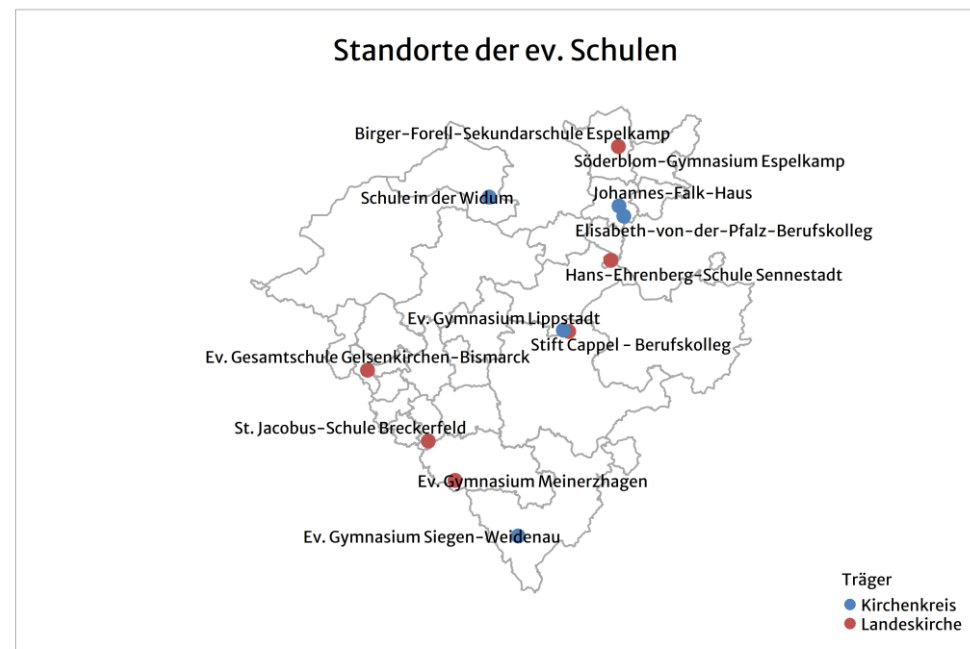 Standorte der ev. Schulen
Birger-Forell-Sekundarschule Espelkamp
Söderblom-Gymnasium Espelkamp
Schule in der Widum
Johannes-Falk-Haus
Elisabeth-von-der-Pfalz-Berufskolleg
Hans-Ehrenberg-Schule Sennestadt
Ev. Gymnasium Lippstadt
Stift Cappel - Berufskolleg
Ev. Gesamtschule Gelsenkirchen-Bismarck
St. Jacobus-Schule Breckerfeld
Ev. Gymnasium Meinerzhagen
Ev. Gymnasium Siegen-Weidenau
Träger
Kirchenkreis
Landeskirche